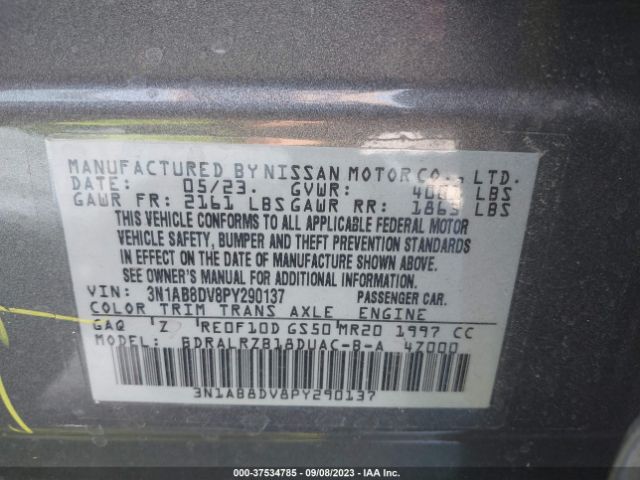 MANUFACTURED BY NISSAN MOTOR CO., LTD.
DATE: 05/23. GVWR: LBS
GAWR FR: 2161 LBS GAWR RR: 1865 LBS
THIS VEHICLE CONFORMS TO ALL APPLICABLE FEDERAL MOTOR
VEHICLE SAFETY, BUMPER AND THEFT PREVENTION STANDARDS
IN EFFECT ON THE DATE OF MANUFACTURE SHOWN ABOVE.
SEE OWNER'S MANUAL FOR ADDITIONAL INFORMATION.
VIN: 3N1AB8DV8PY290137 PASSENGER CAR.
COLOR TRIM TRANS AXLE ENGINE
GAQ Z RE0F10D GS50 MR20 1997 CC
MODEL: BDRALRZB18DUAC-B-A 47000
3N1AB8DV8PY290137
000-37534785 - 09/08/2023 - IAA Inc.